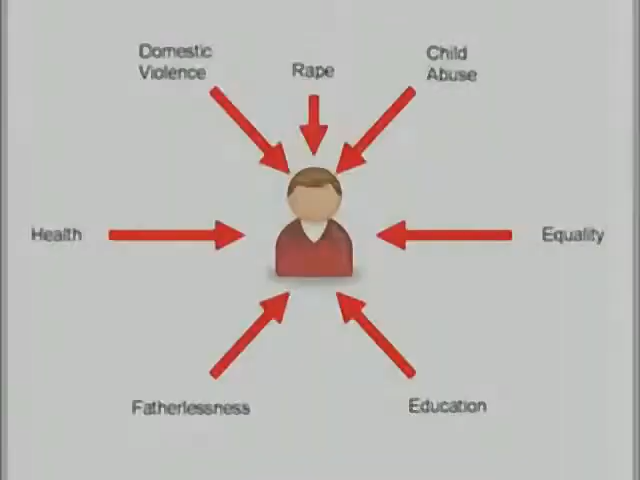 Domestic
Violence
Rape
Child
Abuse
Health
Equality
Fatherlessness
Education